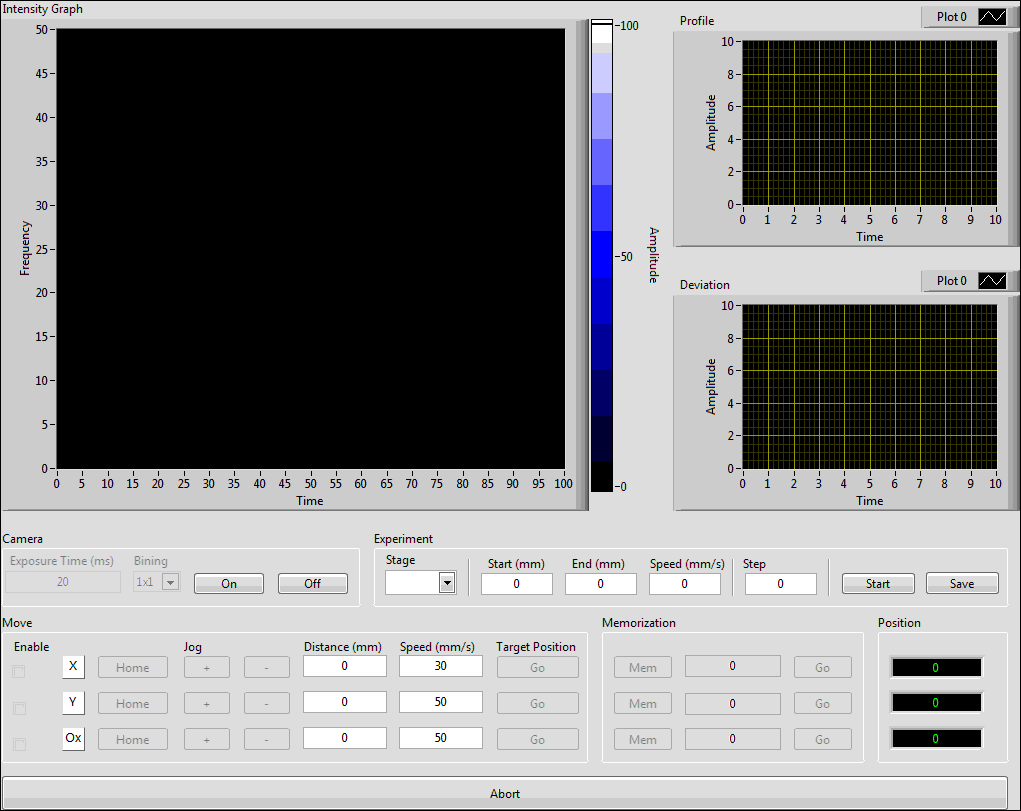 Intensity Graph
50
45
40
35
30
25
20
15
10
5
0
Frequency
0 5 10 15 20 25 30 35 40 45 50 55 60 65 70 75 80 85 90 95 100
Time
100
50
0
Amplitude
Profile
Plot 0
10
8
6
4
2
0
Amplitude
0 1 2 3 4 5 6 7 8 9 10
Time
Deviation
Plot 0
10
8
6
4
2
0
Amplitude
0 1 2 3 4 5 6 7 8 9 10
Time
Camera
Exposure Time (ms) Bining
20 1x1 On Off
Experiment
Stage Start (mm) End (mm) Speed (mm/s) Step
0 0 0 0 Start Save
Move
Enable Jog Distance (mm) Speed (mm/s) Target Position
X Home + - 0 30 Go
Y Home + - 0 50 Go
Ox Home + - 0 50 Go
Memorization
Mem 0 Go
Mem 0 Go
Mem 0 Go
Position
0
0
0
Abort